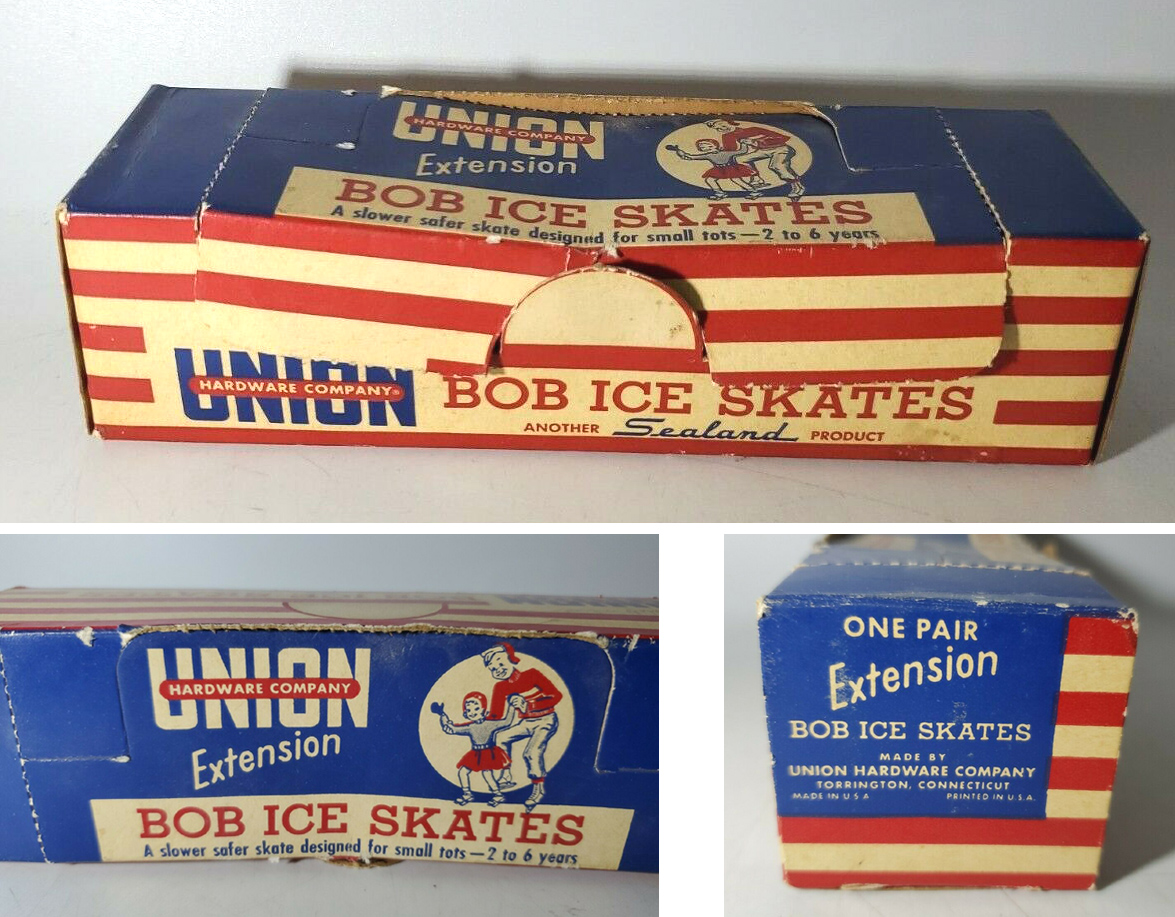 UNION
HARDWARE COMPANY
Extension
BOB ICE SKATES
A slower safer skate designed for small tots — 2 to 6 years
UNION
HARDWARE COMPANY®
BOB ICE SKATES
ANOTHER Sealand PRODUCT
UNION
HARDWARE COMPANY
Extension
BOB ICE SKATES
A slower safer skate designed for small tots — 2 to 6 years
ONE PAIR
Extension
BOB ICE SKATES
MADE BY
UNION HARDWARE COMPANY
TORRINGTON, CONNECTICUT
MADE IN U S A PRINTED IN U.S.A.